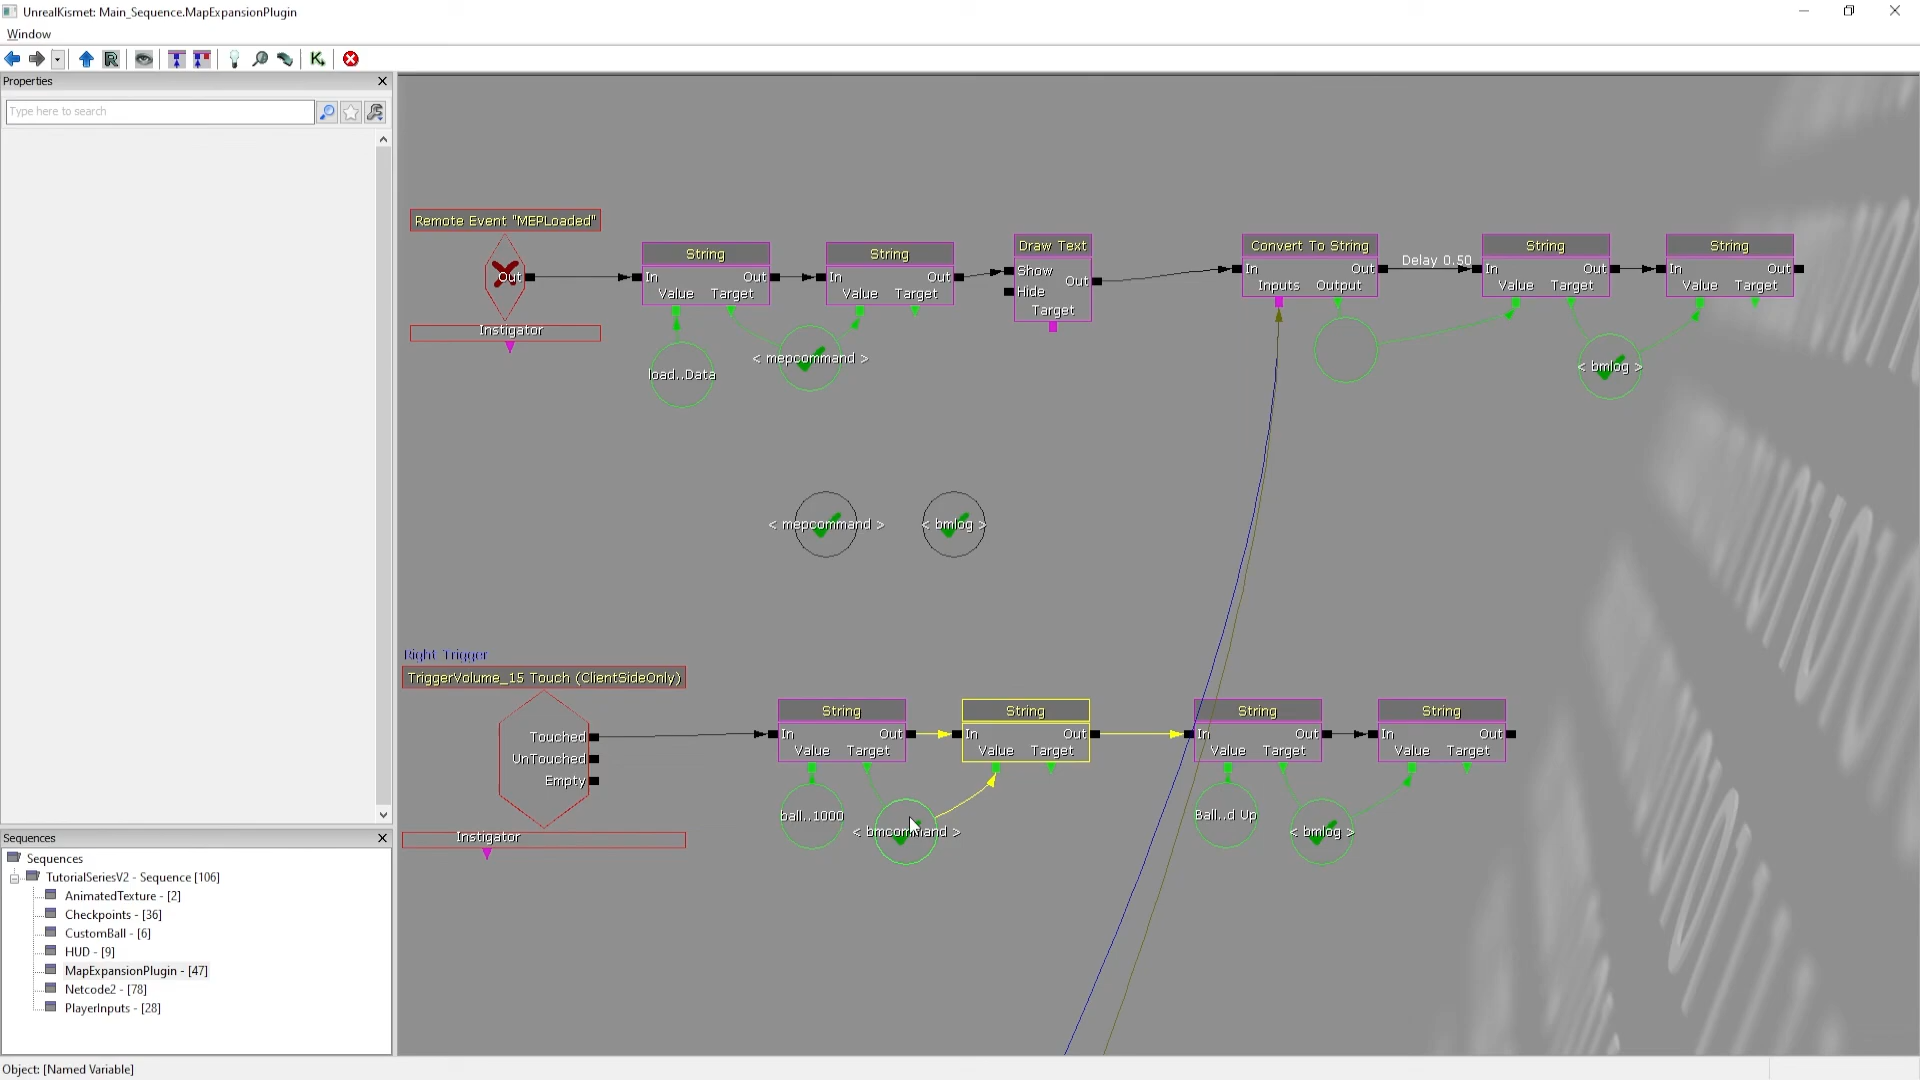 UnrealKismet: Main_Sequence.MapExpansionPlugin
Window
Properties
Type here to search
Remote Event "MEPLoaded"
Out
Instigator
String
In Out
Value Target
load..Data
< mepcommand >
String
In Out
Value Target
Draw Text
Show
Out
Hide
Target
Convert To String
In Out
Inputs Output
Delay 0.50
String
In Out
Value Target
< bmlog >
String
In Out
Value Target
< mepcommand >
< bmlog >
Right Trigger
TriggerVolume_15 Touch (ClientSideOnly)
Touched
UnTouched
Empty
Instigator
String
In Out
Value Target
ball..1000
< bmcommand >
String
In Out
Value Target
String
In Out
Value Target
Ball..d Up
< bmlog >
String
In Out
Value Target
Sequences
Sequences
TutorialSeriesV2 - Sequence [106]
AnimatedTexture - [2]
Checkpoints - [36]
CustomBall - [6]
HUD - [9]
MapExpansionPlugin - [47]
Netcode2 - [78]
PlayerInputs - [28]
Object: [Named Variable]